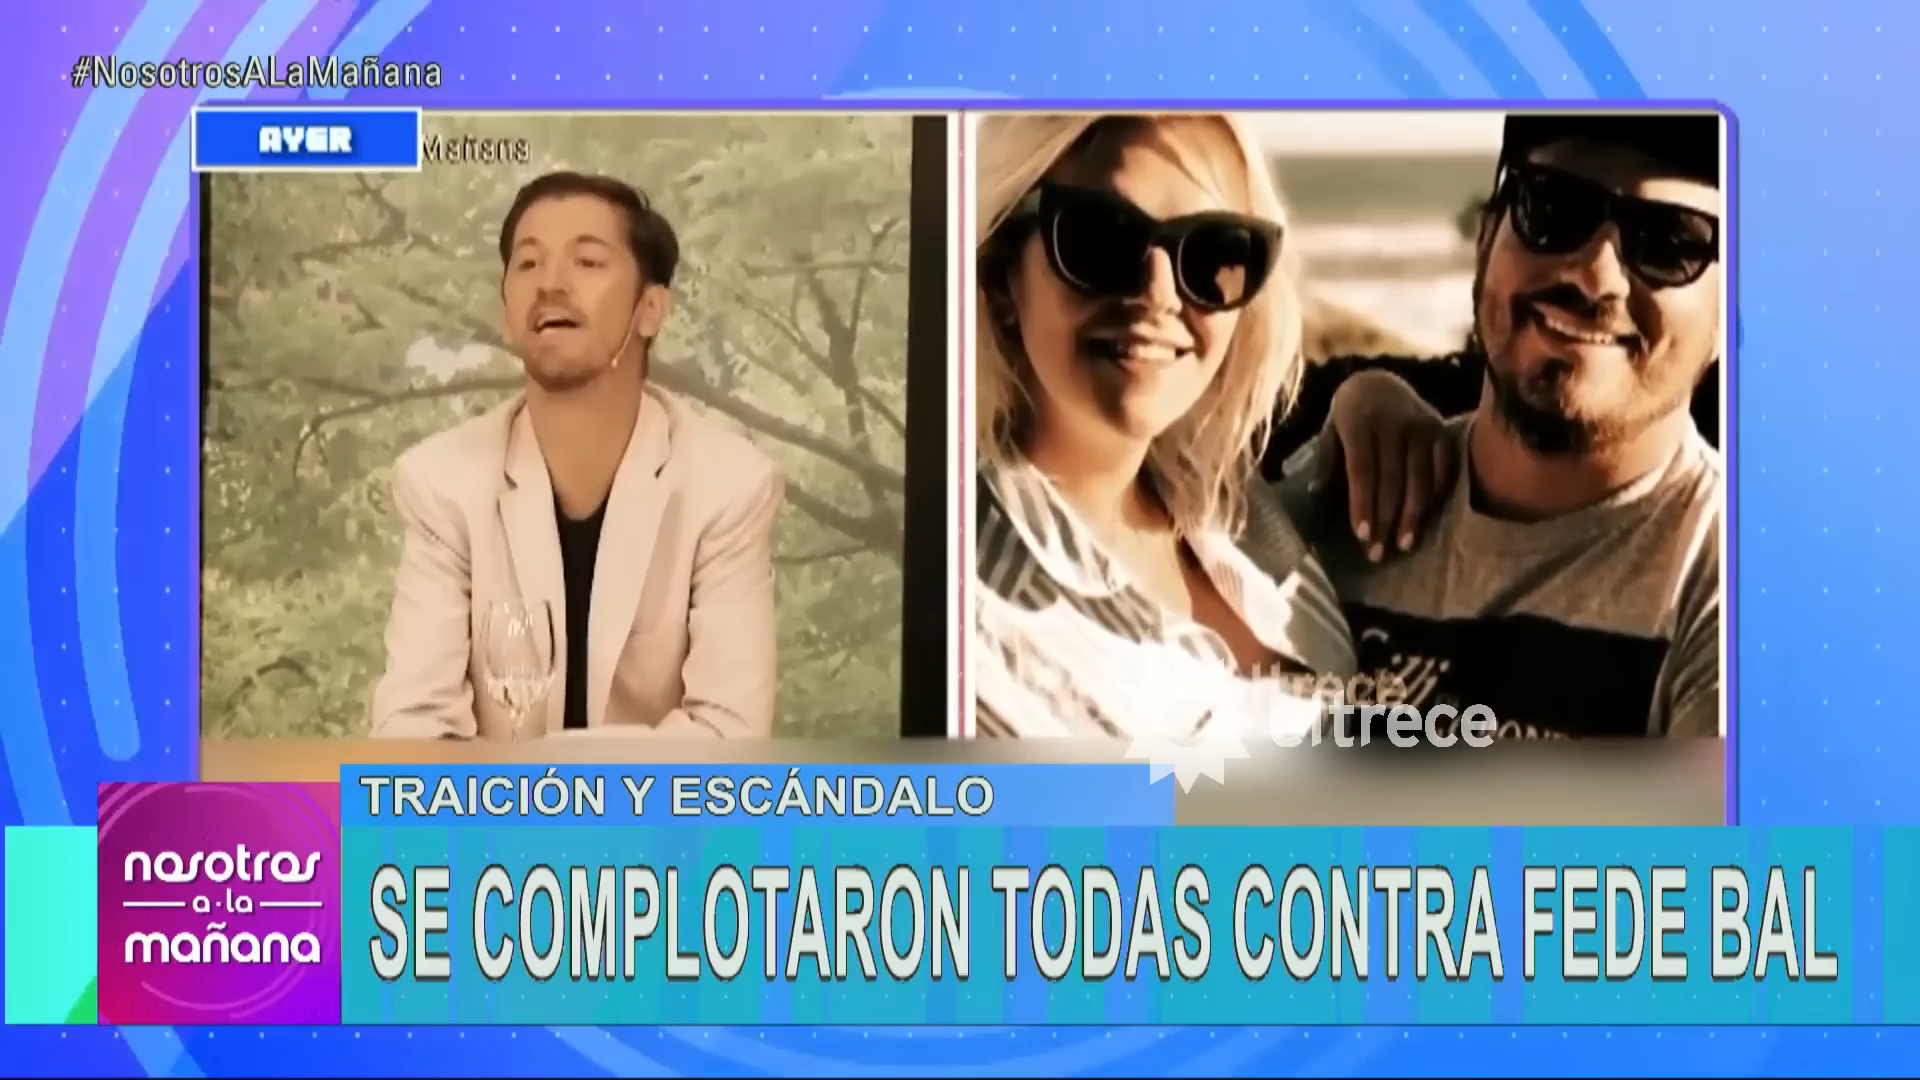 #NosotrosALaMañana
AYER
Mañana
eltrece
TRAICIÓN Y ESCÁNDALO
nosotros
a·la
mañana
SE COMPLOTARON TODAS CONTRA FEDE BAL